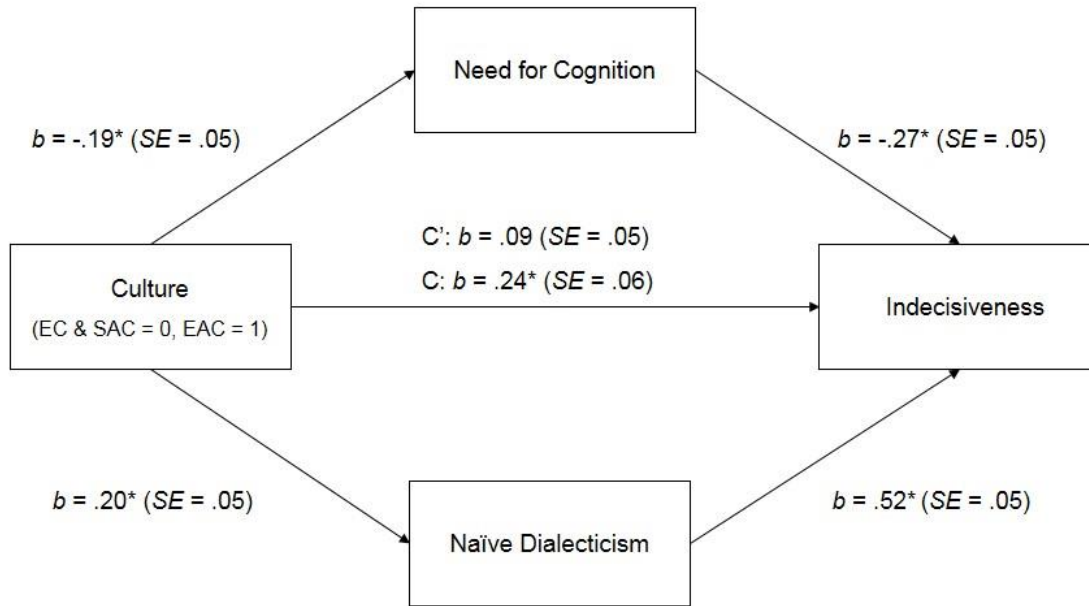 Need for Cognition
b = -.19* (SE = .05)
b = -.27* (SE = .05)
C’: b = .09 (SE = .05)
C: b = .24* (SE = .06)
Culture
(EC & SAC = 0, EAC = 1)
Indecisiveness
b = .20* (SE = .05)
b = .52* (SE = .05)
Naïve Dialecticism